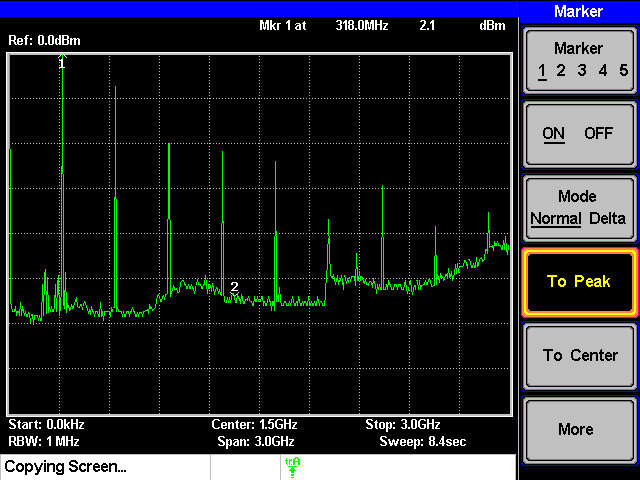 Mkr 1 at 318.0MHz 2.1 dBm
Ref: 0.0dBm
1
2
Start: 0.0kHz Center: 1.5GHz Stop: 3.0GHz
RBW: 1 MHz Span: 3.0GHz Sweep: 8.4sec
Copying Screen... trA
Marker
Marker
1 2 3 4 5
ON OFF
Mode
Normal Delta
To Peak
To Center
More